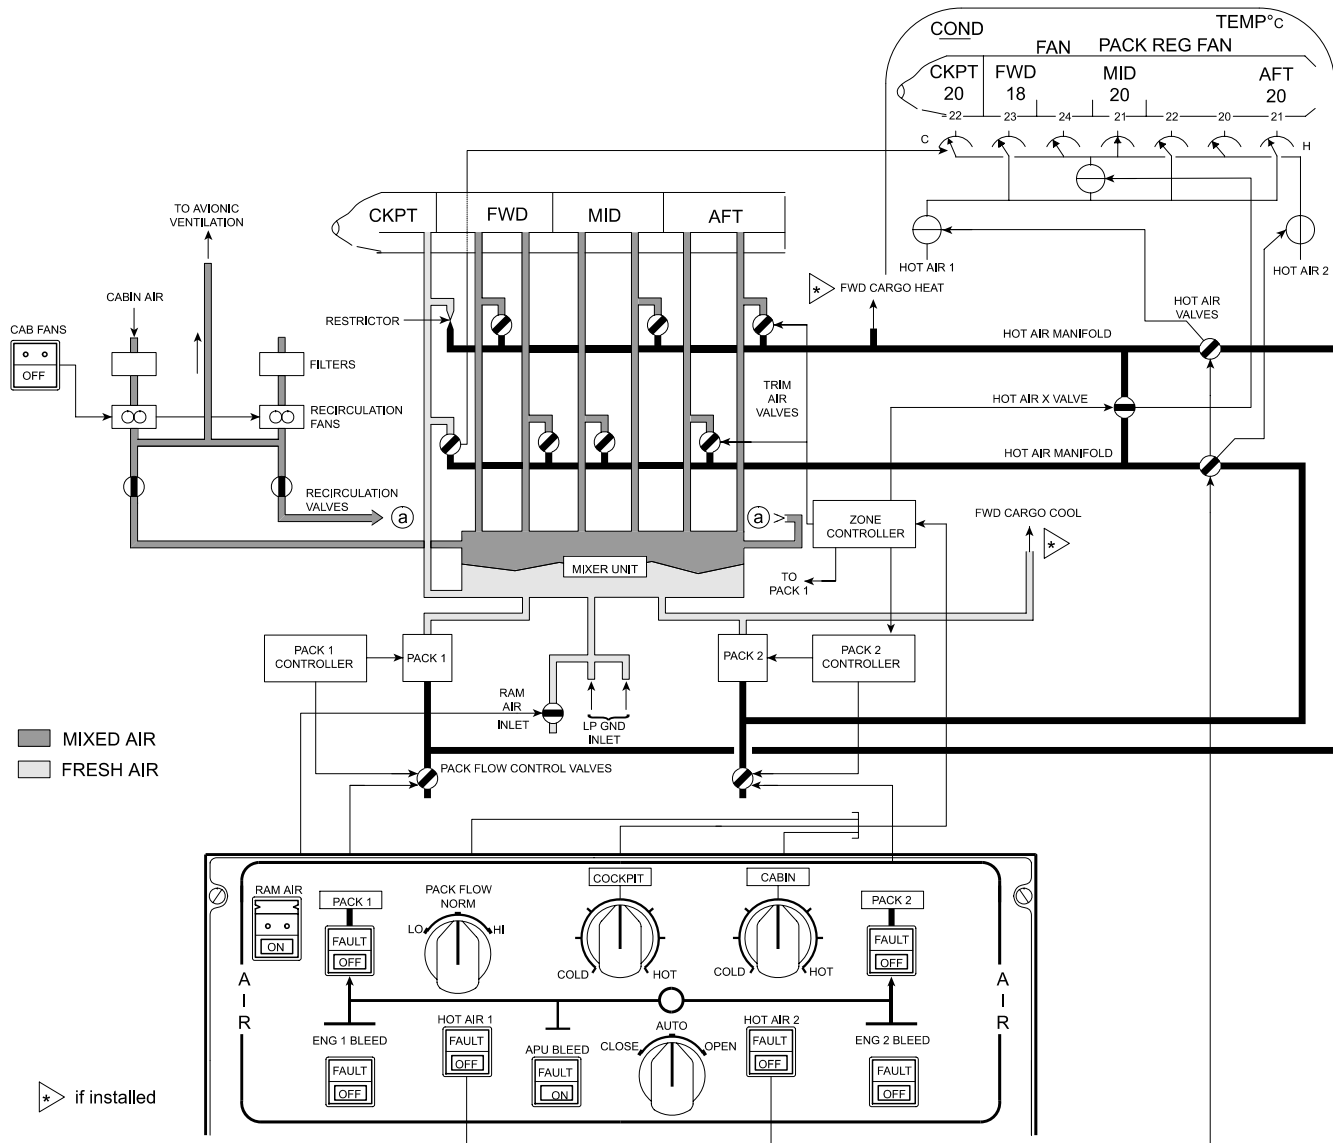 COND
TEMP°C
FAN
PACK REG FAN
CKPT
FWD
MID
AFT
20
18
20
20
22
23
24
21
22
20
21
C
H
HOT AIR 1
HOT AIR 2
TO AVIONIC
VENTILATION
CKPT
FWD
MID
AFT
CABIN AIR
CAB FANS
OFF
FILTERS
RECIRCULATION
FANS
RECIRCULATION
VALVES
a
RESTRICTOR
*
FWD CARGO HEAT
HOT AIR
VALVES
HOT AIR MANIFOLD
TRIM
AIR
VALVES
HOT AIR X VALVE
HOT AIR MANIFOLD
a
ZONE
CONTROLLER
FWD CARGO COOL
*
MIXER UNIT
TO
PACK 1
PACK 1
CONTROLLER
PACK 1
PACK 2
PACK 2
CONTROLLER
RAM
AIR
INLET
LP GND
INLET
MIXED AIR
FRESH AIR
PACK FLOW CONTROL VALVES
RAM AIR
ON
PACK 1
FAULT
OFF
PACK FLOW
NORM
LO
HI
COCKPIT
COLD
HOT
CABIN
COLD
HOT
PACK 2
FAULT
OFF
A
I
R
A
I
R
ENG 1 BLEED
FAULT
OFF
HOT AIR 1
FAULT
OFF
APU BLEED
FAULT
ON
AUTO
CLOSE
OPEN
HOT AIR 2
FAULT
OFF
ENG 2 BLEED
FAULT
OFF
* if installed